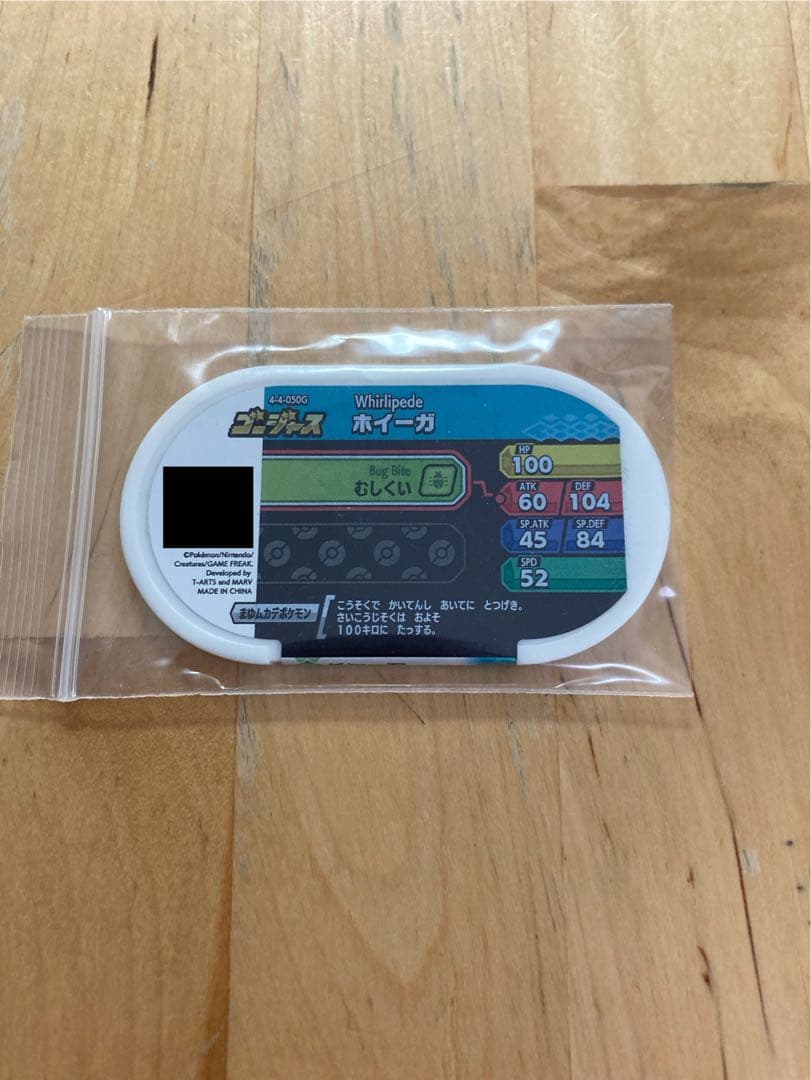 4-4-050G
ゴージャス
Whirlipede
ホイーガ
Bug Bite
むしくい
HP
100
ATK
60
DEF
104
SP.ATK
45
SP.DEF
84
SPD
52
©Pokémon/Nintendo/
Creatures/GAME FREAK.
Developed by
T-ARTS and MARV
MADE IN CHINA
まゆムカデポケモン
こうそくで かいてんし あいてに とつげき。
さいこうじそくは およそ
100キロに たっする。